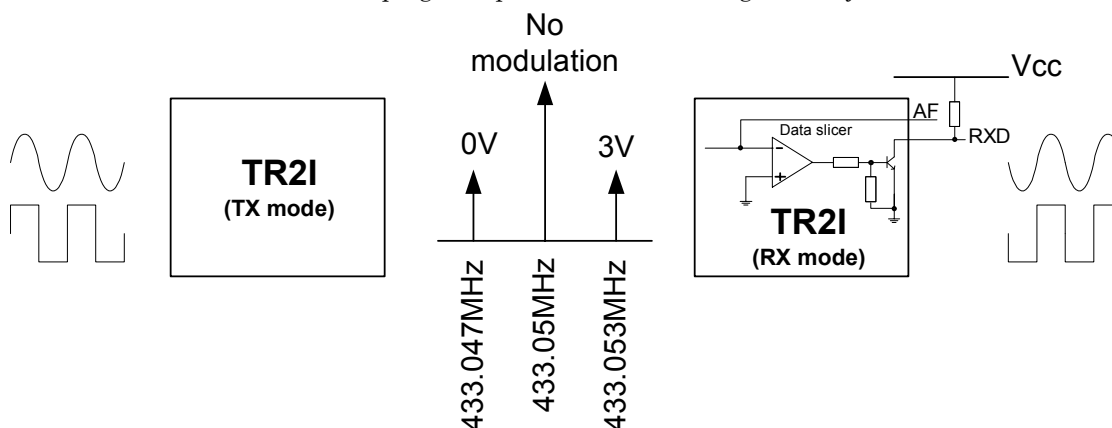 No
modulation
0V
3V
TR2I
(TX mode)
433.047MHz
433.05MHz
433.053MHz
Vcc
AF
RXD
Data slicer
TR2I
(RX mode)